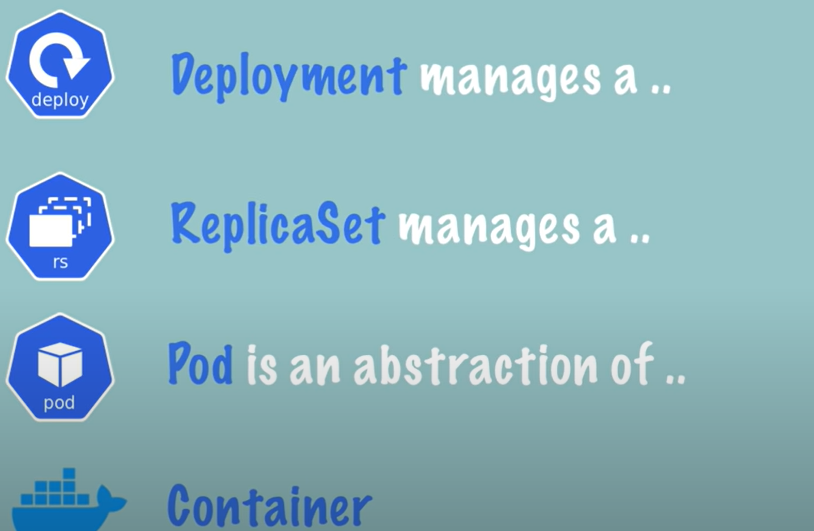 deploy
Deployment manages a ..
rs
ReplicaSet manages a ..
pod
Pod is an abstraction of ..
Container